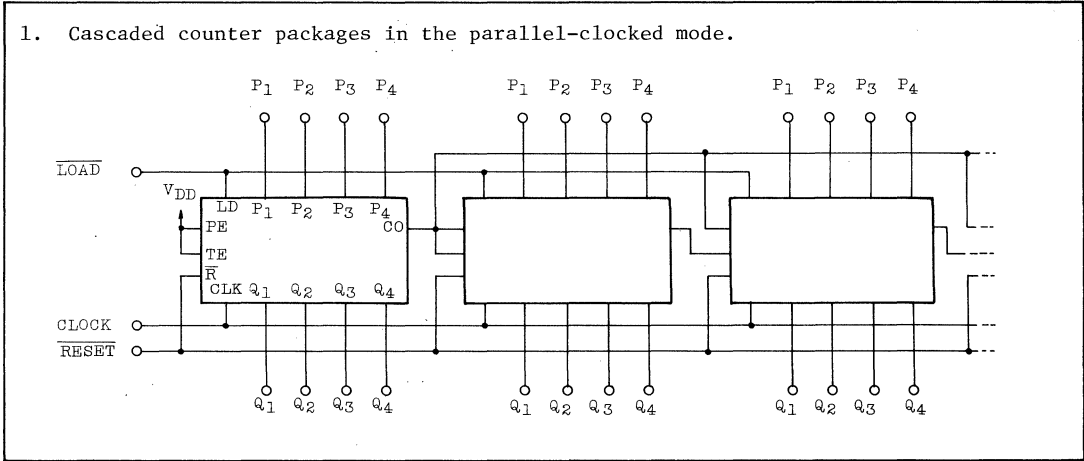 1. Cascaded counter packages in the parallel-clocked mode.
P1 P2 P3 P4 P1 P2 P3 P4 P1 P2 P3 P4
LOAD
VDD
LD P1 P2 P3 P4
PE CO
TE
R
CLK Q1 Q2 Q3 Q4
CLOCK
RESET
Q1 Q2 Q3 Q4 Q1 Q2 Q3 Q4 Q1 Q2 Q3 Q4